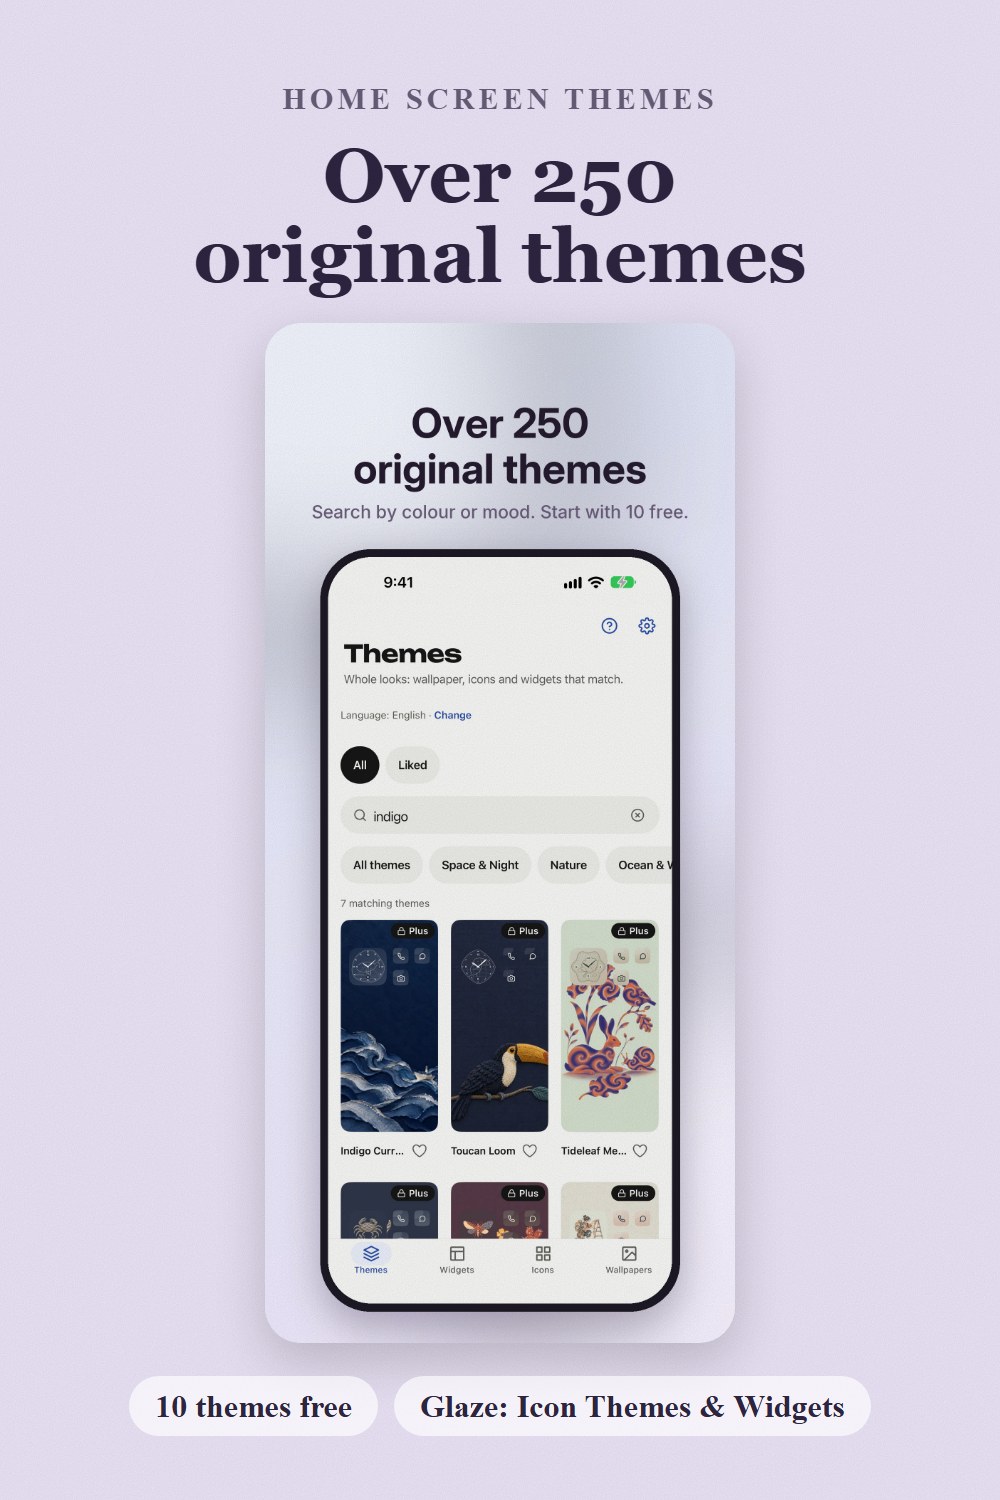 HOME SCREEN THEMES
Over 250
original themes
Over 250
original themes
Search by colour or mood. Start with 10 free.
9:41
Themes
Whole looks: wallpaper, icons and widgets that match.
Language: English · Change
All
Liked
indigo
All themes
Space & Night
Nature
Ocean & W
7 matching themes
Plus
Plus
Plus
Indigo Curr...
Toucan Loom
Tideleaf Me...
Plus
Plus
Plus
Themes
Widgets
Icons
Wallpapers
10 themes free
Glaze: Icon Themes & Widgets